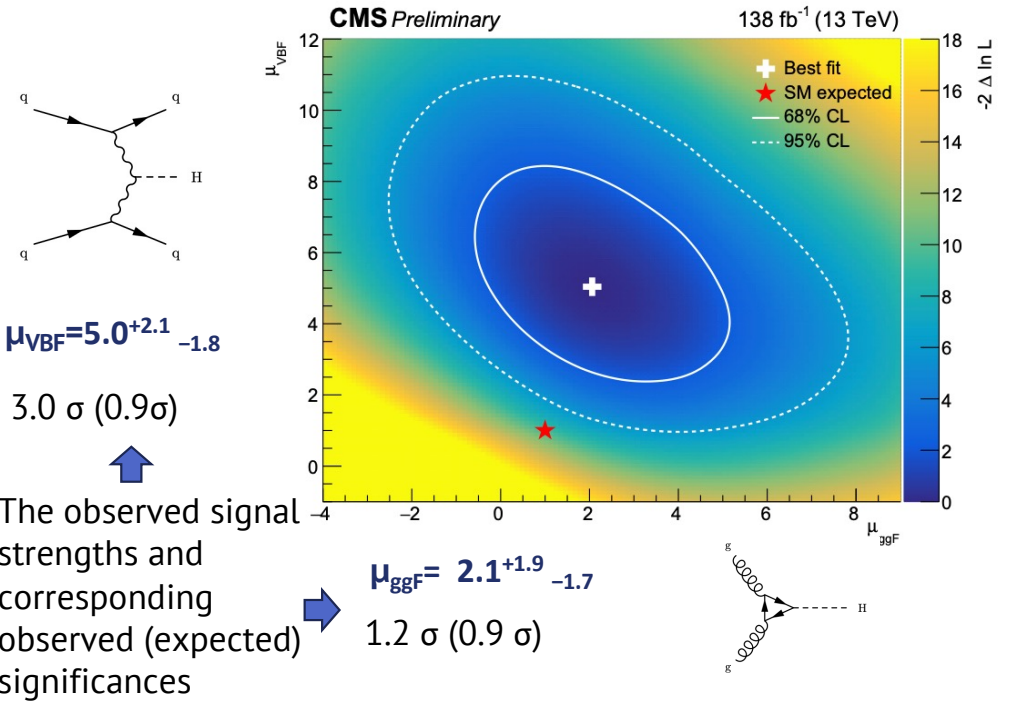 CMS Preliminary 138 fb⁻¹ (13 TeV)
μ_VBF
12
10
8
6
4
2
0
−4 −2 0 2 4 6 8
μ_ggF
Best fit
SM expected
68% CL
95% CL
18
16
14
12
10
8
6
4
2
0
-2 Δ ln L
q q
H
q q
μ_VBF=5.0⁺²·¹ ₋₁.₈
3.0 σ (0.9σ)
The observed signal
strengths and
corresponding
observed (expected)
significances
μ_ggF= 2.1⁺¹·⁹ ₋₁.₇
1.2 σ (0.9 σ)
g
H
g